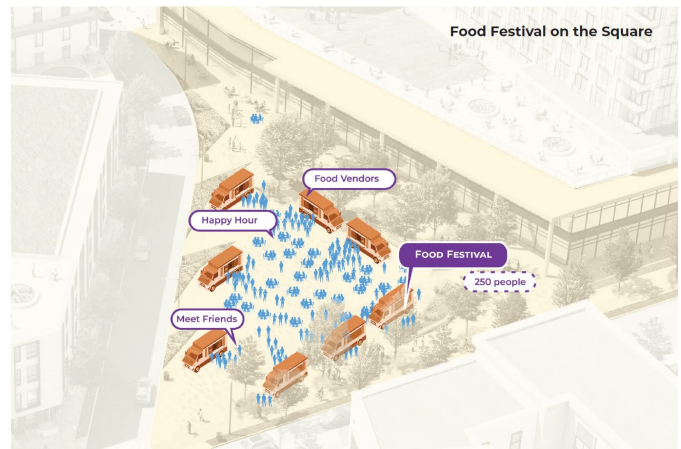 Food Festival on the Square
Food Vendors
Happy Hour
FOOD FESTIVAL
250 people
Meet Friends